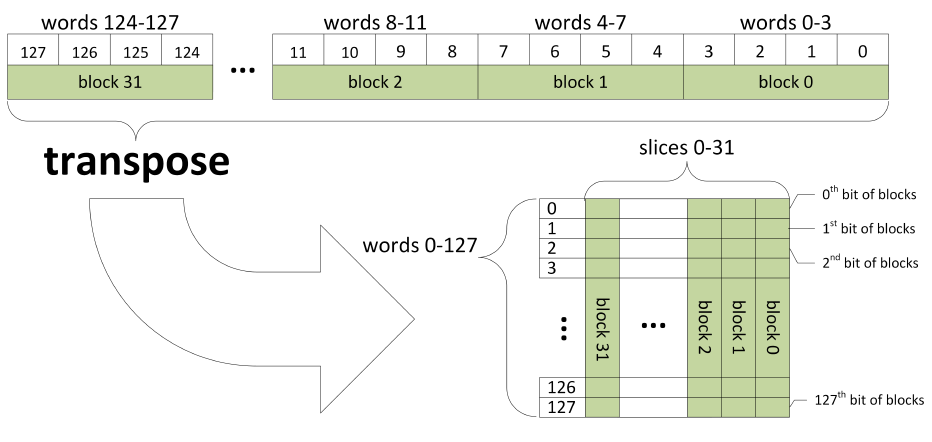 words 124-127 words 8-11 words 4-7 words 0-3
127 126 125 124 ... 11 10 9 8 7 6 5 4 3 2 1 0
block 31 block 2 block 1 block 0
transpose
slices 0-31
0th bit of blocks
0
1st bit of blocks
1
words 0-127
2
2nd bit of blocks
3
block 31 ... block 2 block 1 block 0
...
126
127
127th bit of blocks